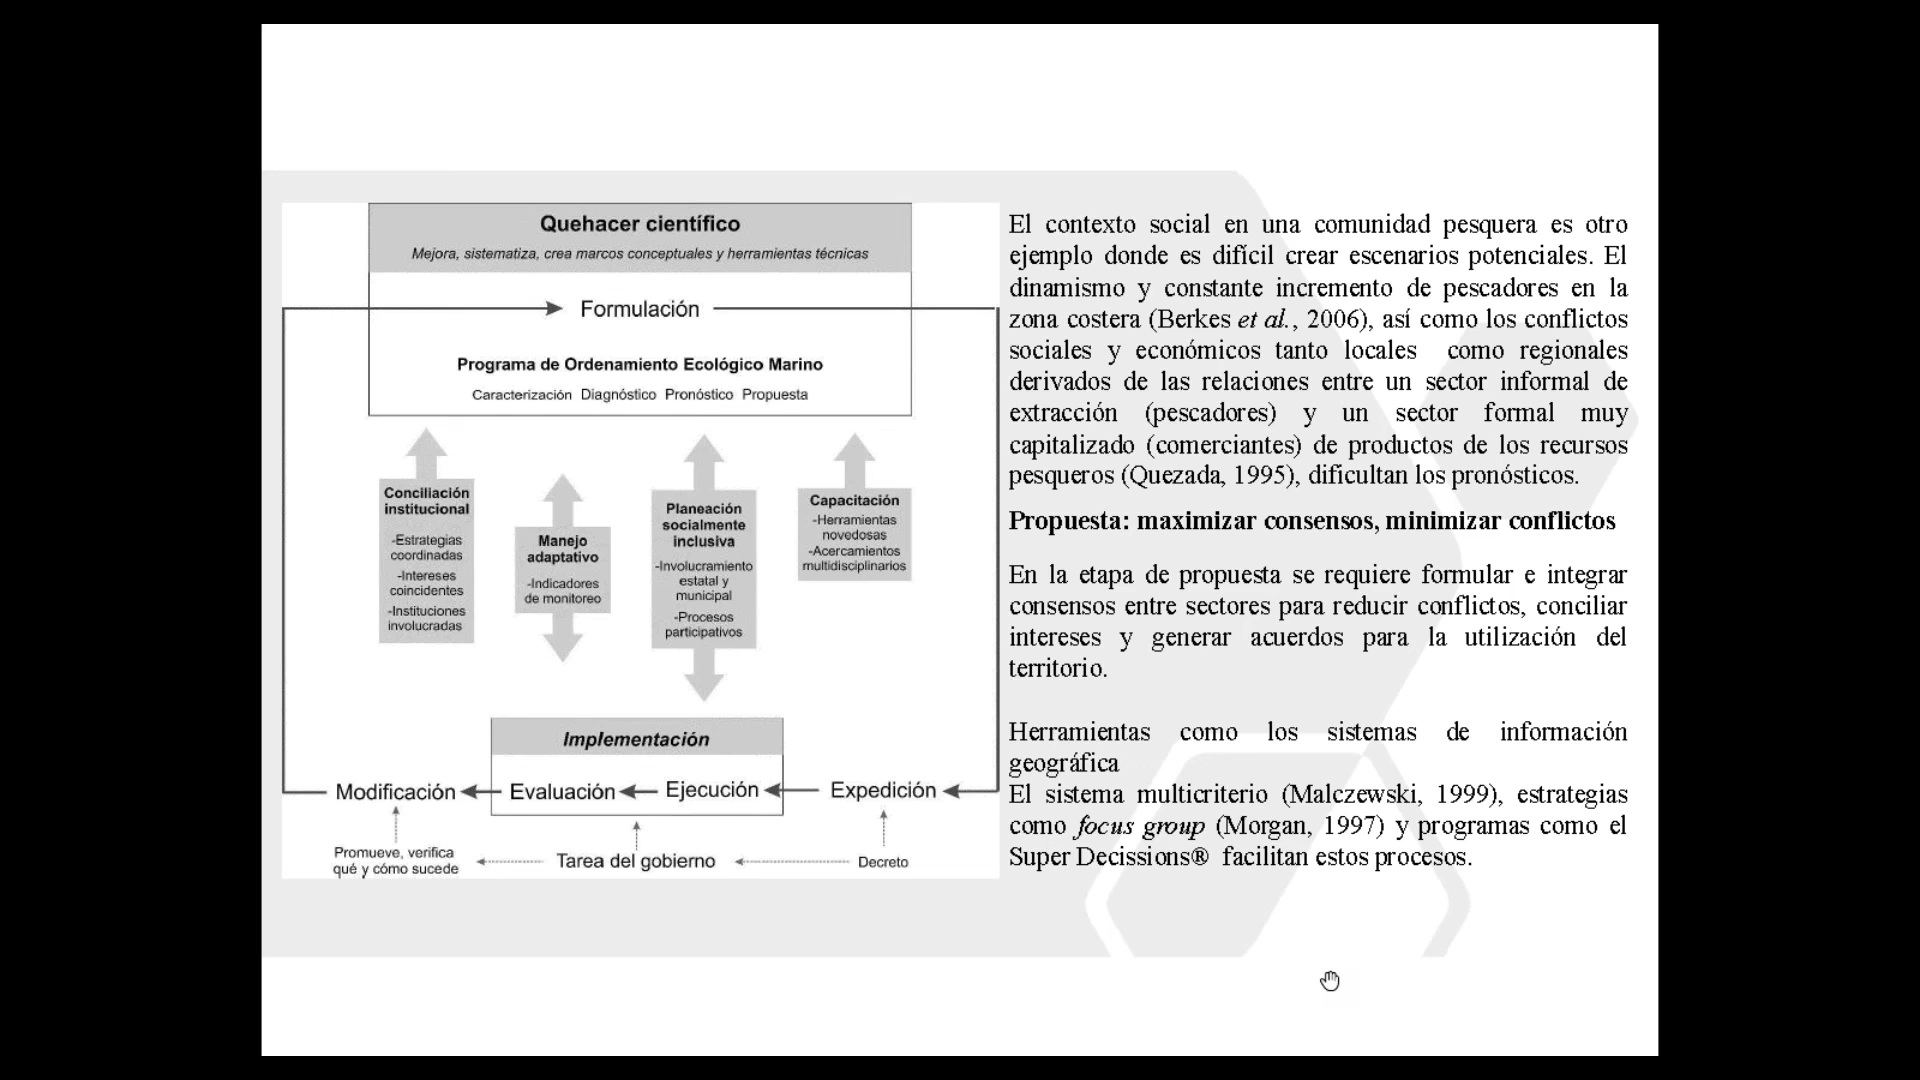 Quehacer científico
Mejora, sistematiza, crea marcos conceptuales y herramientas técnicas
Formulación
Programa de Ordenamiento Ecológico Marino
Caracterización Diagnóstico Pronóstico Propuesta
Conciliación
institucional
-Estrategias
coordinadas
-Intereses
coincidentes
-Instituciones
involucradas
Manejo
adaptativo
-Indicadores
de monitoreo
Planeación
socialmente
inclusiva
-Involucramiento
estatal y
municipal
-Procesos
participativos
Capacitación
-Herramientas
novedosas
-Acercamientos
multidisciplinarios
Implementación
Modificación
Evaluación
Ejecución
Expedición
Promueve, verifica
qué y cómo sucede
Tarea del gobierno
Decreto
El contexto social en una comunidad pesquera es otro
ejemplo donde es difícil crear escenarios potenciales. El
dinamismo y constante incremento de pescadores en la
zona costera (Berkes et al., 2006), así como los conflictos
sociales y económicos tanto locales como regionales
derivados de las relaciones entre un sector informal de
extracción (pescadores) y un sector formal muy
capitalizado (comerciantes) de productos de los recursos
pesqueros (Quezada, 1995), dificultan los pronósticos.
Propuesta: maximizar consensos, minimizar conflictos
En la etapa de propuesta se requiere formular e integrar
consensos entre sectores para reducir conflictos, conciliar
intereses y generar acuerdos para la utilización del
territorio.
Herramientas como los sistemas de información
geográfica
El sistema multicriterio (Malczewski, 1999), estrategias
como focus group (Morgan, 1997) y programas como el
Super Decissions® facilitan estos procesos.